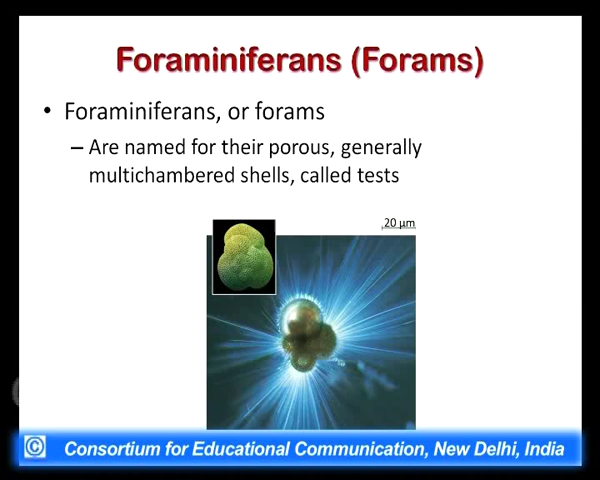 Foraminiferans (Forams)
• Foraminiferans, or forams
– Are named for their porous, generally
multichambered shells, called tests
20 µm
© Consortium for Educational Communication, New Delhi, India